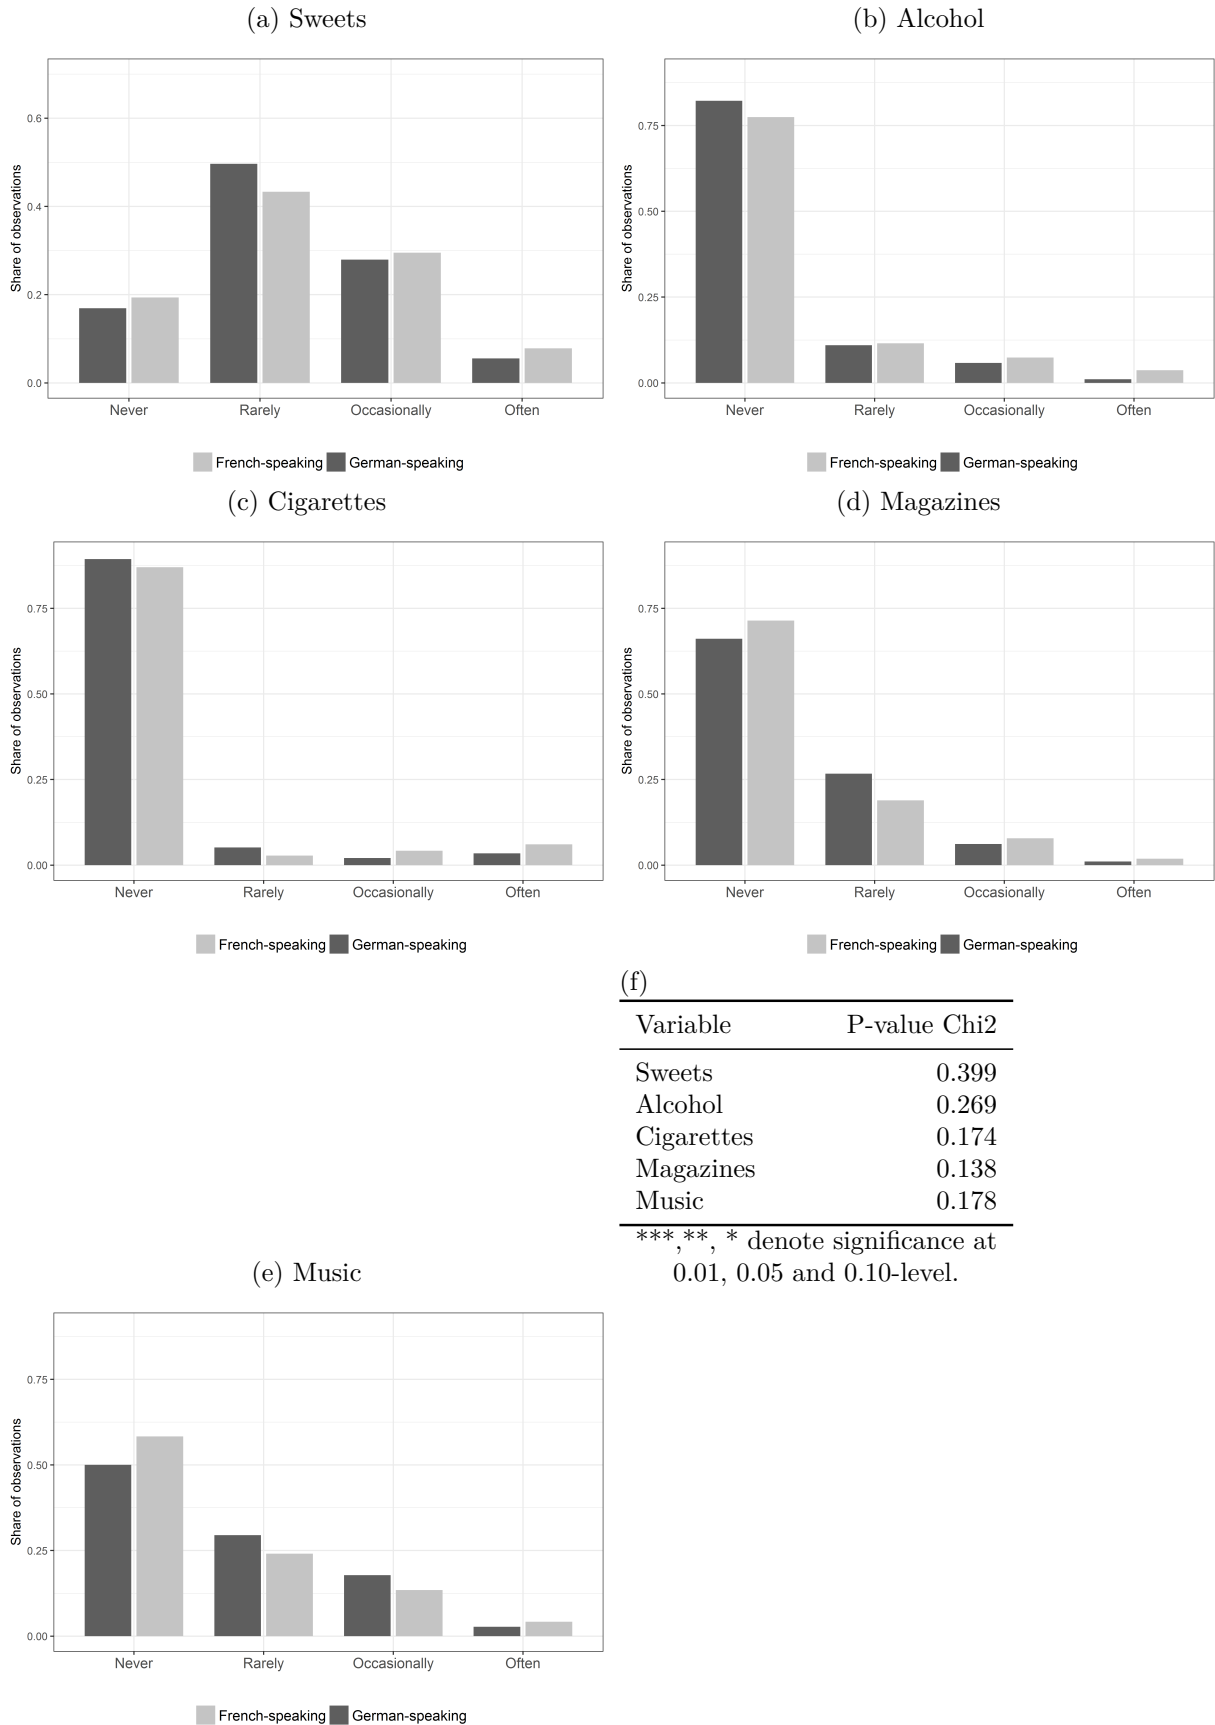 (a) Sweets
Share of observations
0.6
0.4
0.2
0.0
Never Rarely Occasionally Often
French-speaking German-speaking
(b) Alcohol
Share of observations
0.75
0.50
0.25
0.00
Never Rarely Occasionally Often
French-speaking German-speaking
(c) Cigarettes
Share of observations
0.75
0.50
0.25
0.00
Never Rarely Occasionally Often
French-speaking German-speaking
(d) Magazines
Share of observations
0.75
0.50
0.25
0.00
Never Rarely Occasionally Often
French-speaking German-speaking
(f)
Variable P-value Chi2
Sweets 0.399
Alcohol 0.269
Cigarettes 0.174
Magazines 0.138
Music 0.178
***,**, * denote significance at
0.01, 0.05 and 0.10-level.
(e) Music
Share of observations
0.75
0.50
0.25
0.00
Never Rarely Occasionally Often
French-speaking German-speaking